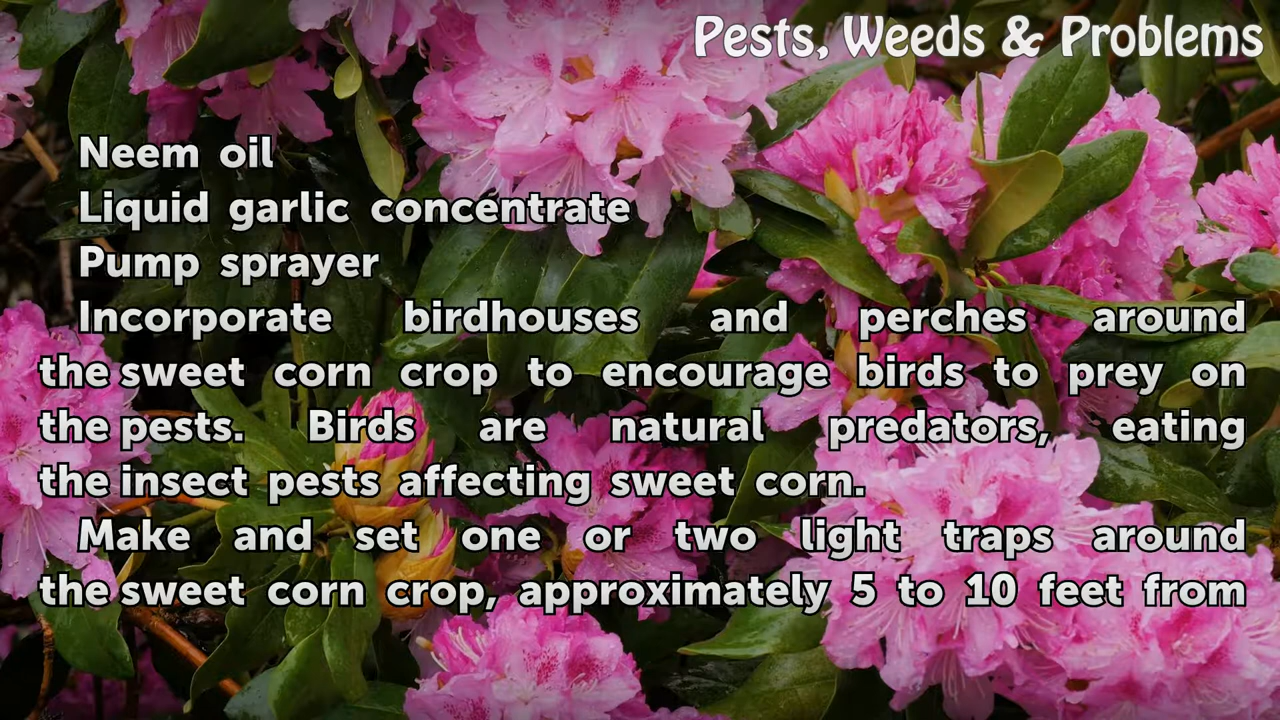 Pests, Weeds & Problems
Neem oil
Liquid garlic concentrate
Pump sprayer
Incorporate birdhouses and perches around
the sweet corn crop to encourage birds to prey on
the pests. Birds are natural predators, eating
the insect pests affecting sweet corn.
Make and set one or two light traps around
the sweet corn crop, approximately 5 to 10 feet from